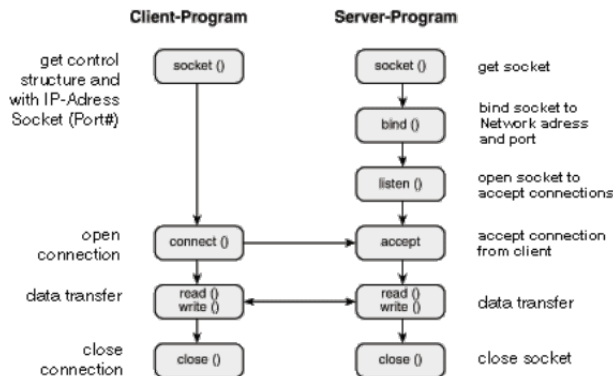 Client-Program
Server-Program
get control
structure and
with IP-Adress
Socket (Port#)
socket ()
socket ()
get socket
bind ()
bind socket to
Network adress
and port
listen ()
open socket to
accept connections
open
connection
connect ()
accept
accept connection
from client
data transfer
read ()
write ()
read ()
write ()
data transfer
close
connection
close ()
close ()
close socket